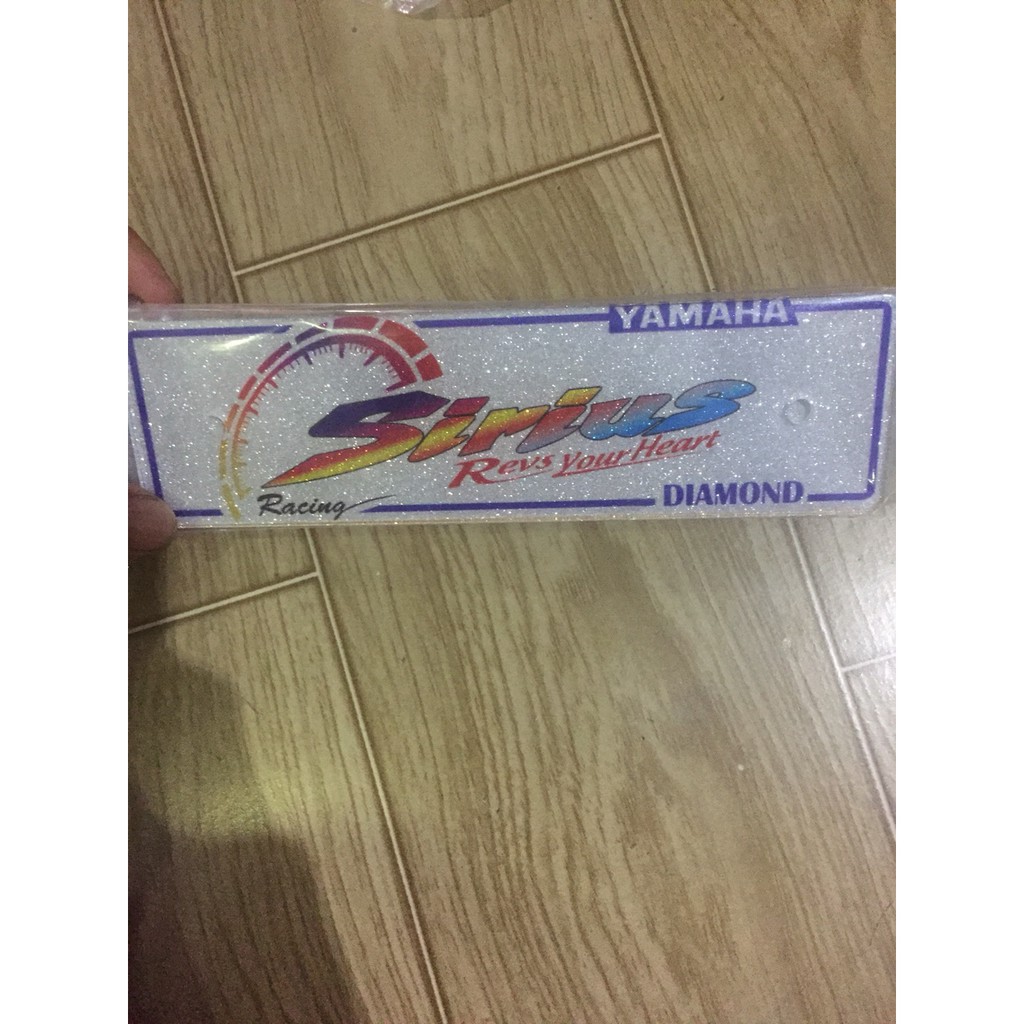 YAMAHA
Sirius
Revs Your Heart
Racing
DIAMOND